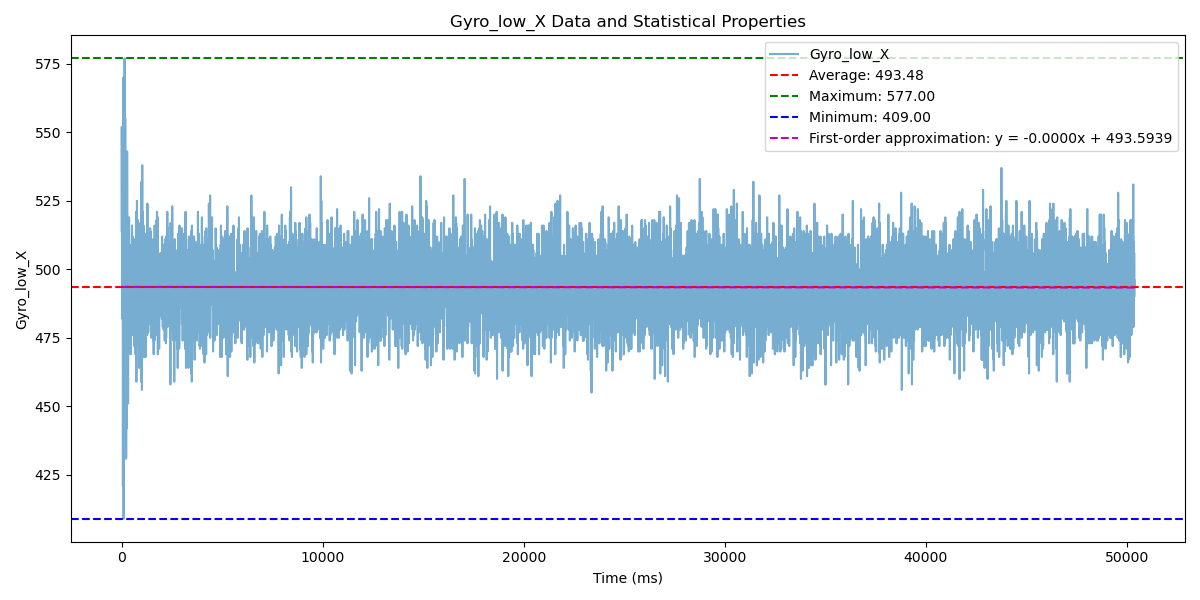 Gyro_low_X Data and Statistical Properties
Gyro_low_X
Average: 493.48
Maximum: 577.00
Minimum: 409.00
First-order approximation: y = -0.0000x + 493.5939
Gyro_low_X
575
550
525
500
475
450
425
0
10000
20000
30000
40000
50000
Time (ms)